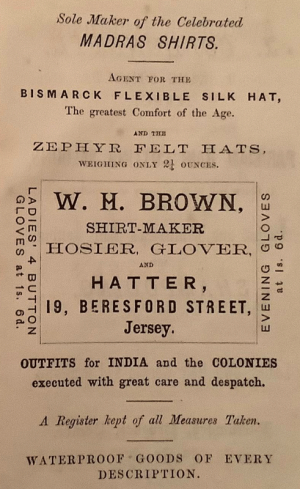 Sole Maker of the Celebrated
MADRAS SHIRTS.
AGENT FOR THE
BISMARCK FLEXIBLE SILK HAT,
The greatest Comfort of the Age.
AND THE
ZEPHYR FELT HATS,
WEIGHING ONLY 2¼ OUNCES.
LADIES' 4 BUTTON
GLOVES at 1s. 6d.
W. H. BROWN,
SHIRT-MAKER
HOSIER, GLOVER,
AND
HATTER,
19, BERESFORD STREET,
Jersey.
EVENING GLOVES
at 1s. 6d.
OUTFITS for INDIA and the COLONIES
executed with great care and despatch.
A Register kept of all Measures Taken.
WATERPROOF GOODS OF EVERY
DESCRIPTION.